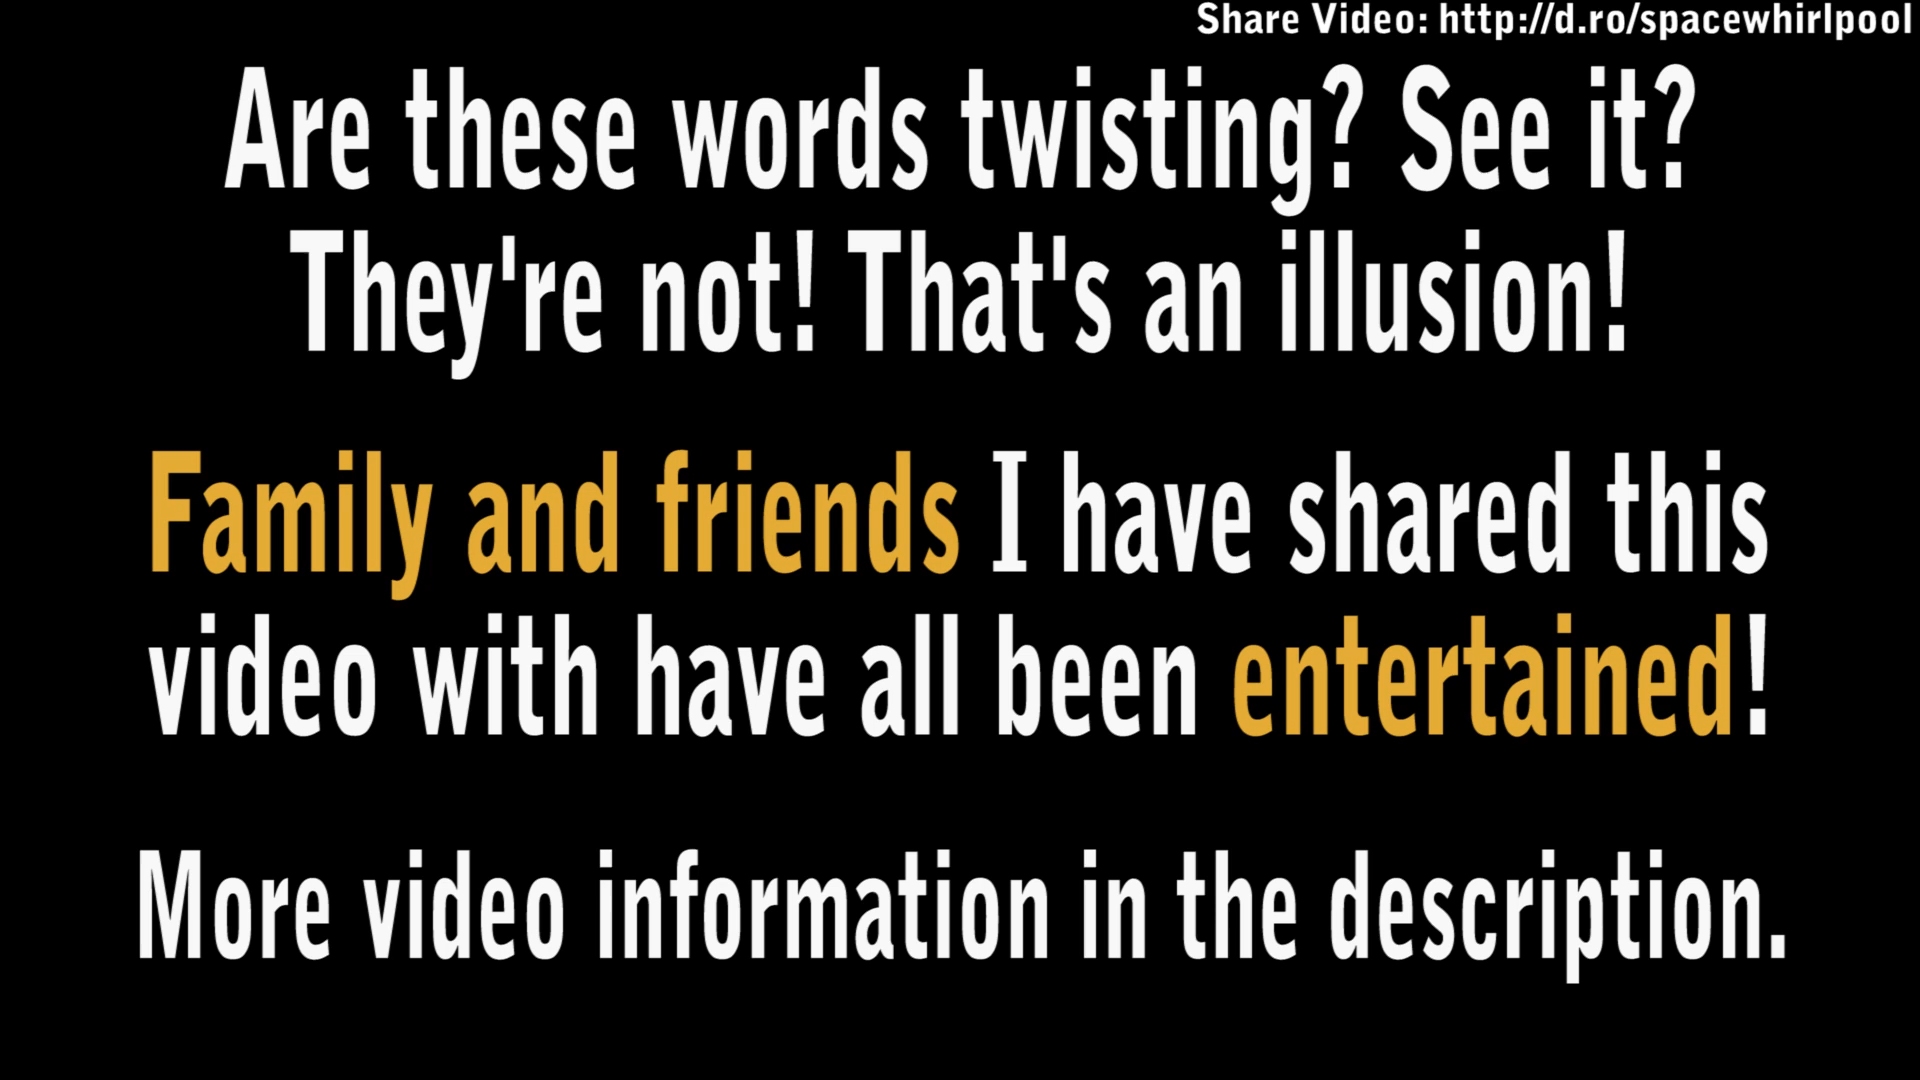 Share Video: http://d.ro/spacewhirlpool
Are these words twisting? See it?
They're not! That's an illusion!
Family and friends I have shared this
video with have all been entertained!
More video information in the description.